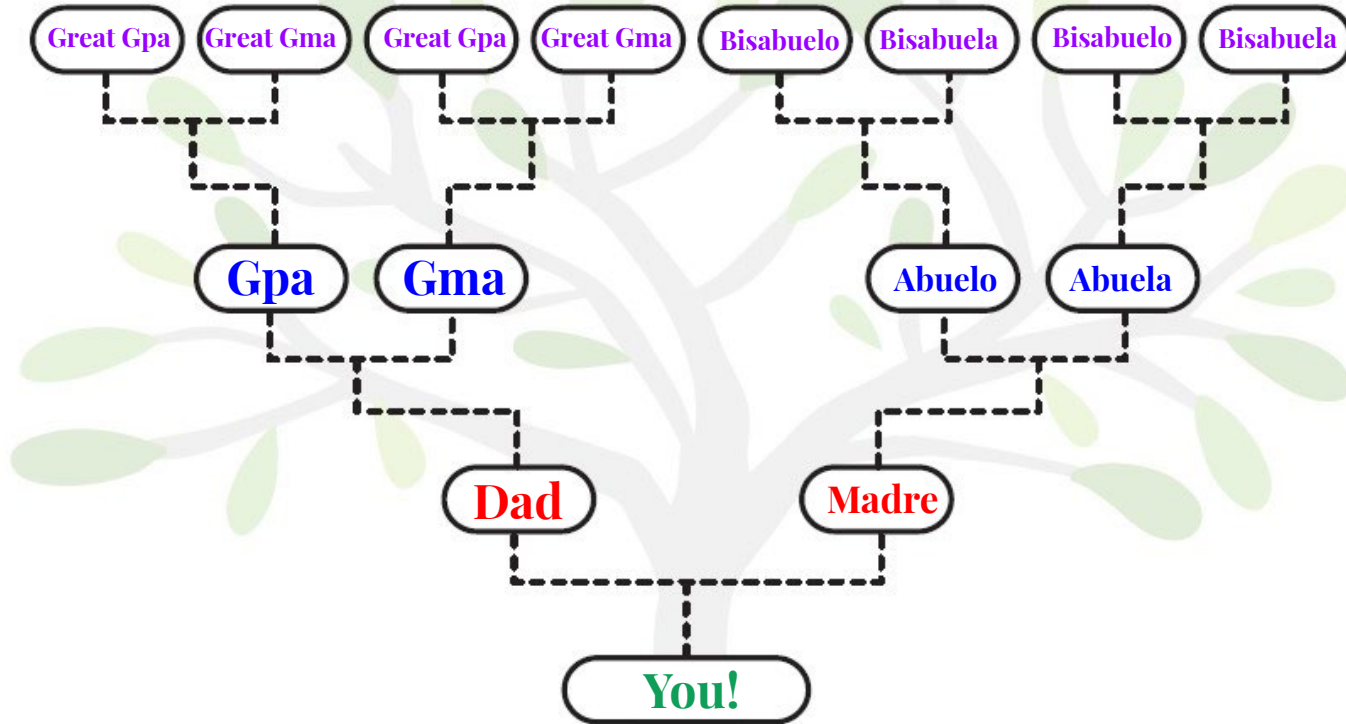 Great Gpa
Great Gma
Great Gpa
Great Gma
Bisabuelo
Bisabuela
Bisabuelo
Bisabuela
Gpa
Gma
Abuelo
Abuela
Dad
Madre
You!